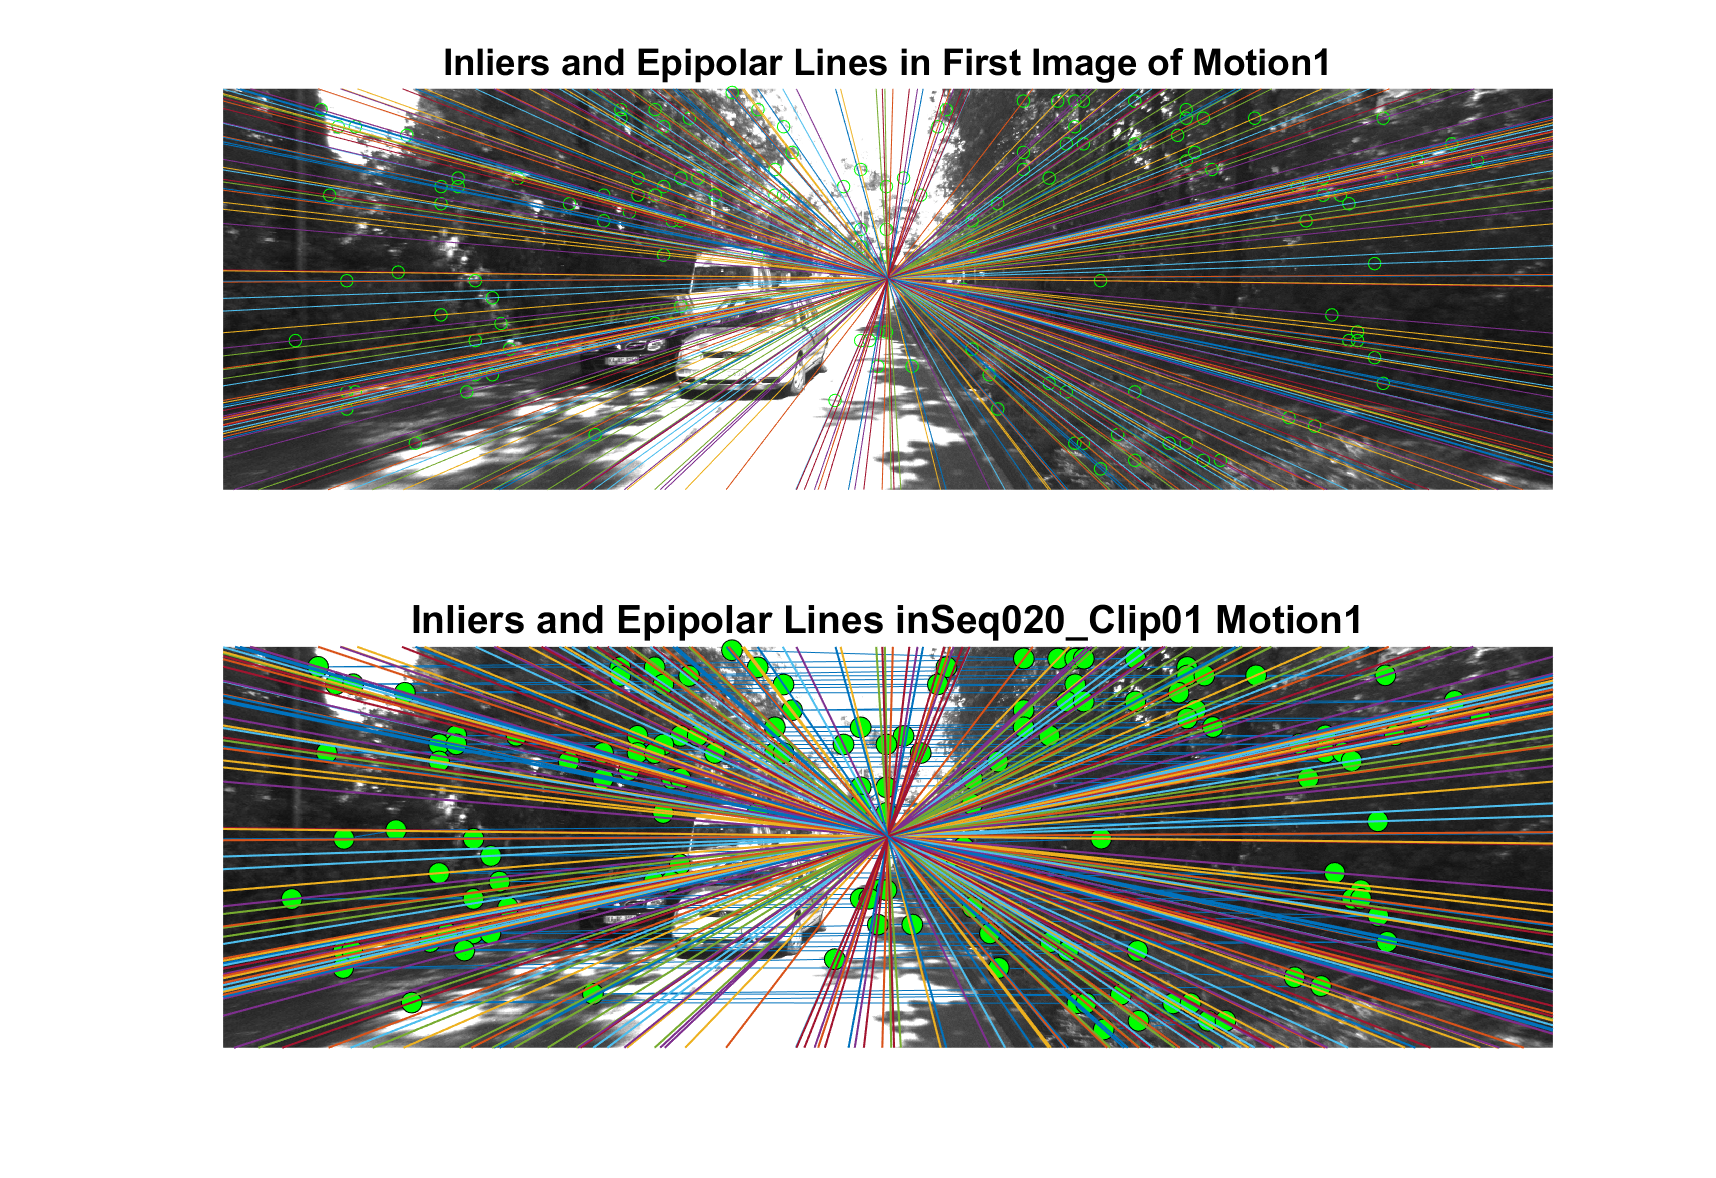 Inliers and Epipolar Lines in First Image of Motion1
Inliers and Epipolar Lines inSeq020_Clip01 Motion1